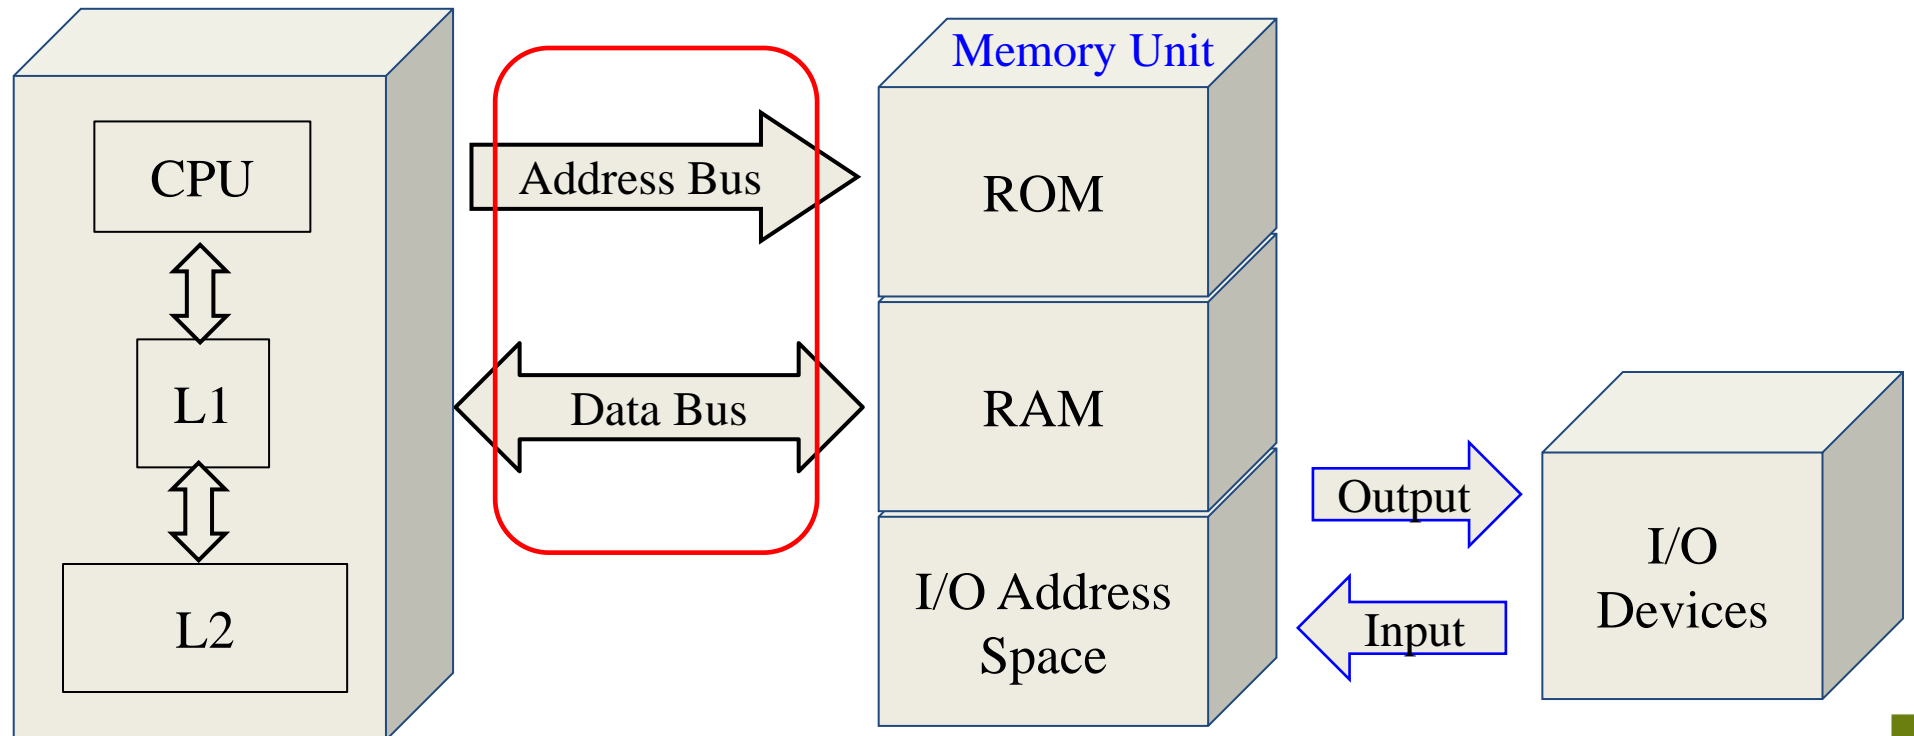 Memory Unit
CPU
Address Bus
ROM
L1
Data Bus
RAM
Output
I/O
Devices
I/O Address
Space
Input
L2